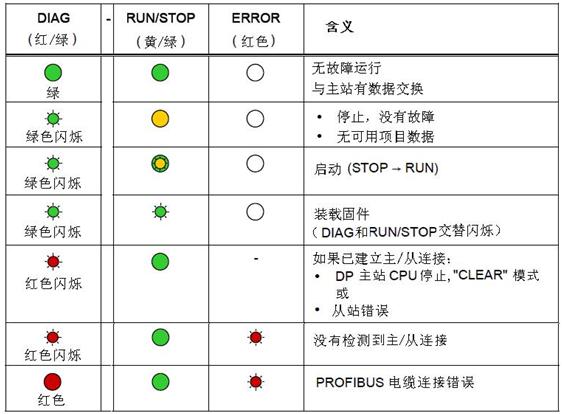 DIAG - RUN/STOP ERROR 含义
(红/绿) (黄/绿) (红色)
绿 无故障运行
与主站有数据交换
绿色闪烁 • 停止，没有故障
• 无可用项目数据
绿色闪烁 启动 (STOP → RUN)
绿色闪烁 装载固件
（DIAG和RUN/STOP交替闪烁）
红色闪烁 - 如果已建立主/从连接：
• DP 主站 CPU 停止, "CLEAR" 模式
或
• 从站错误
红色闪烁 没有检测到主/从连接
红色 PROFIBUS 电缆连接错误